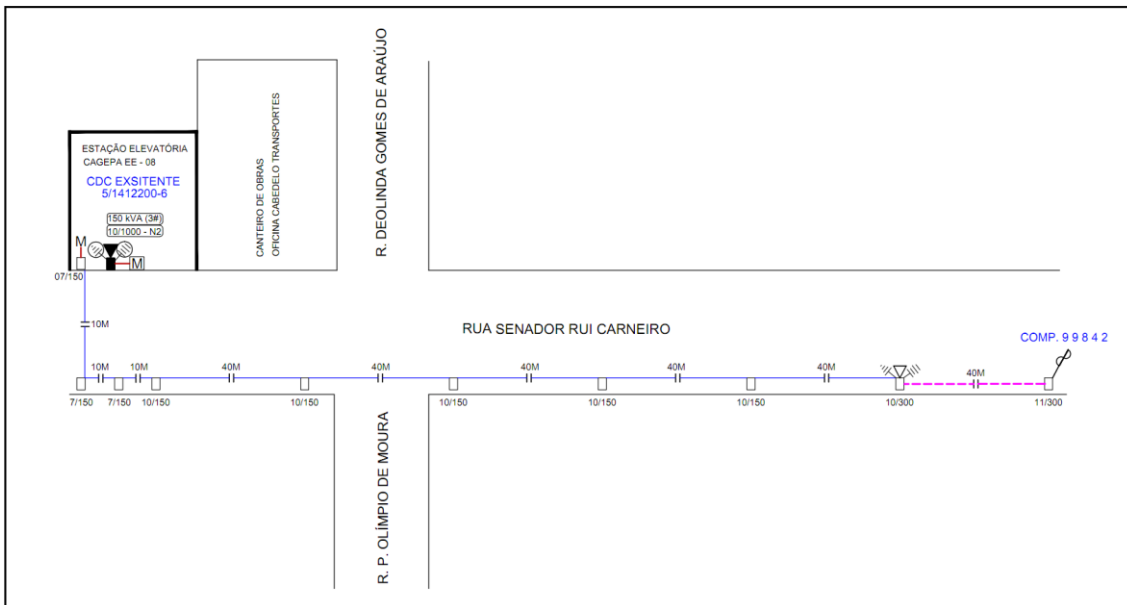 R. DEOLINDA GOMES DE ARAÚJO
CANTEIRO DE OBRAS
OFICINA CABEDELO TRANSPORTES
ESTAÇÃO ELEVATÓRIA
CAGEPA EE - 08
CDC EXSITENTE
5/1412200-6
150 kVA (3#)
10/1000 - N2
M
M
07/150
10M
RUA SENADOR RUI CARNEIRO
COMP. 9 9 8 4 2
10M
10M
40M
40M
40M
40M
40M
40M
7/150
7/150
10/150
10/150
10/150
10/150
10/150
10/300
11/300
R. P. OLÍMPIO DE MOURA